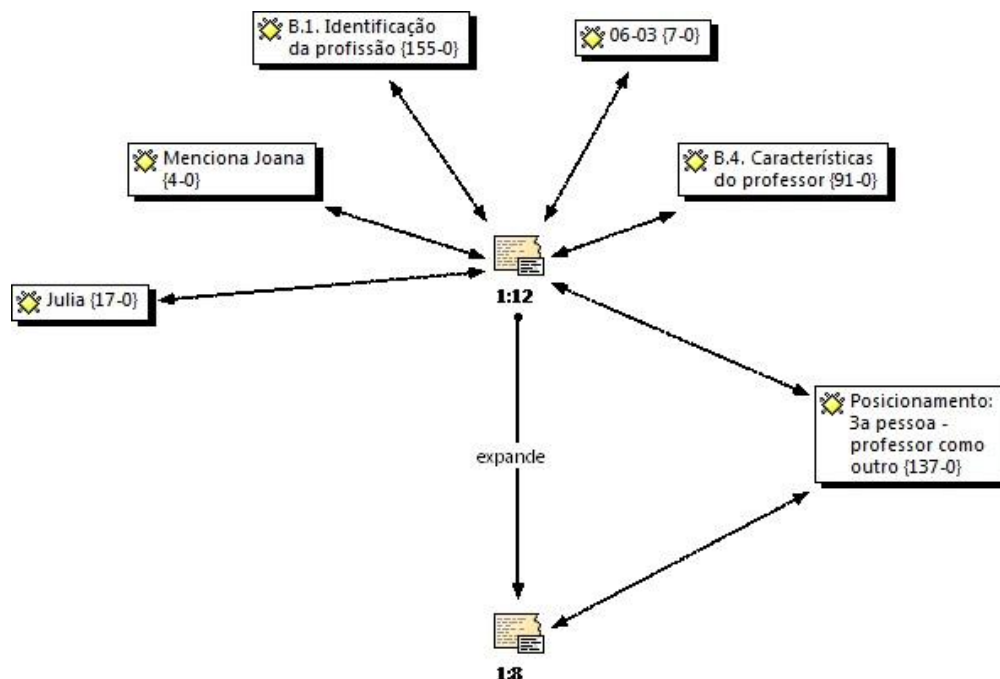 B.1. Identificação
da profissão {155-0}
06-03 {7-0}
Menciona Joana
{4-0}
B.4. Características
do professor {91-0}
Julia {17-0}
1:12
Posicionamento:
3a pessoa -
professor como
outro {137-0}
expande
1:8